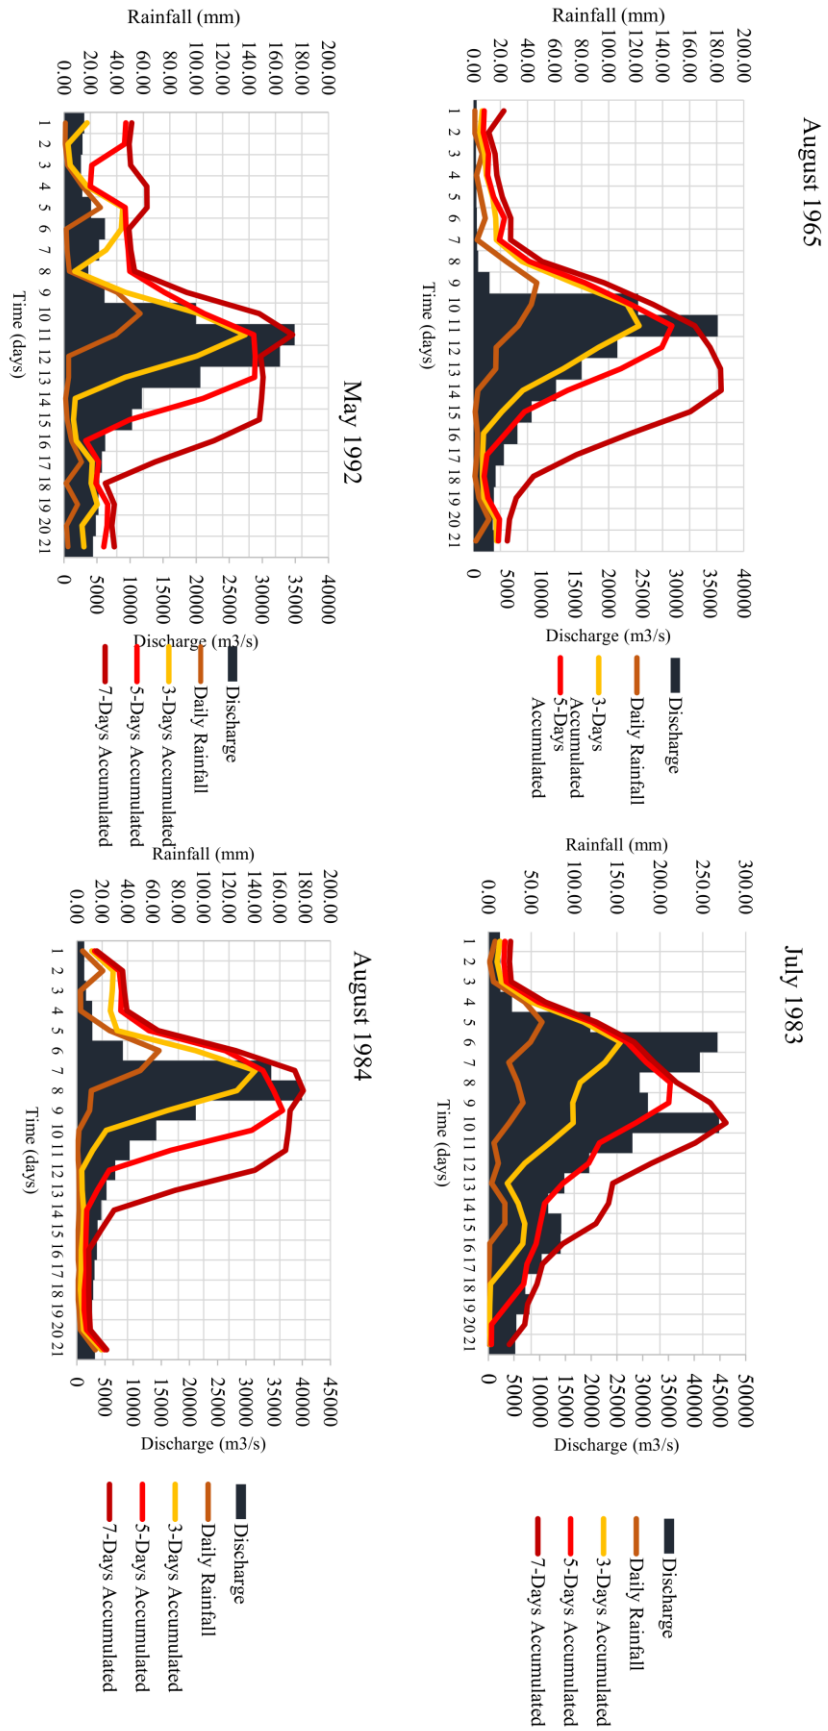 August 1965
Rainfall (mm)
200.00
180.00
160.00
140.00
120.00
100.00
80.00
60.00
40.00
20.00
0.00
1 2 3 4 5 6 7 8 9 10 11 12 13 14 15 16 17 18 19 20 21
Time (days)
40000
35000
30000
25000
20000
15000
10000
5000
0
Discharge (m3/s)
Discharge
Daily Rainfall
3-Days
Accumulated
5-Days
Accumulated
July 1983
Rainfall (mm)
300.00
250.00
200.00
150.00
100.00
50.00
0.00
1 2 3 4 5 6 7 8 9 10 11 12 13 14 15 16 17 18 19 20 21
Time (days)
50000
45000
40000
35000
30000
25000
20000
15000
10000
5000
0
Discharge (m3/s)
Discharge
Daily Rainfall
3-Days Accumulated
5-Days Accumulated
7-Days Accumulated
May 1992
Rainfall (mm)
200.00
180.00
160.00
140.00
120.00
100.00
80.00
60.00
40.00
20.00
0.00
1 2 3 4 5 6 7 8 9 10 11 12 13 14 15 16 17 18 19 20 21
Time (days)
40000
35000
30000
25000
20000
15000
10000
5000
0
Discharge (m3/s)
Discharge
Daily Rainfall
3-Days Accumulated
5-Days Accumulated
7-Days Accumulated
August 1984
Rainfall (mm)
200.00
180.00
160.00
140.00
120.00
100.00
80.00
60.00
40.00
20.00
0.00
1 2 3 4 5 6 7 8 9 10 11 12 13 14 15 16 17 18 19 20 21
Time (days)
45000
40000
35000
30000
25000
20000
15000
10000
5000
0
Discharge (m3/s)
Discharge
Daily Rainfall
3-Days Accumulated
5-Days Accumulated
7-Days Accumulated